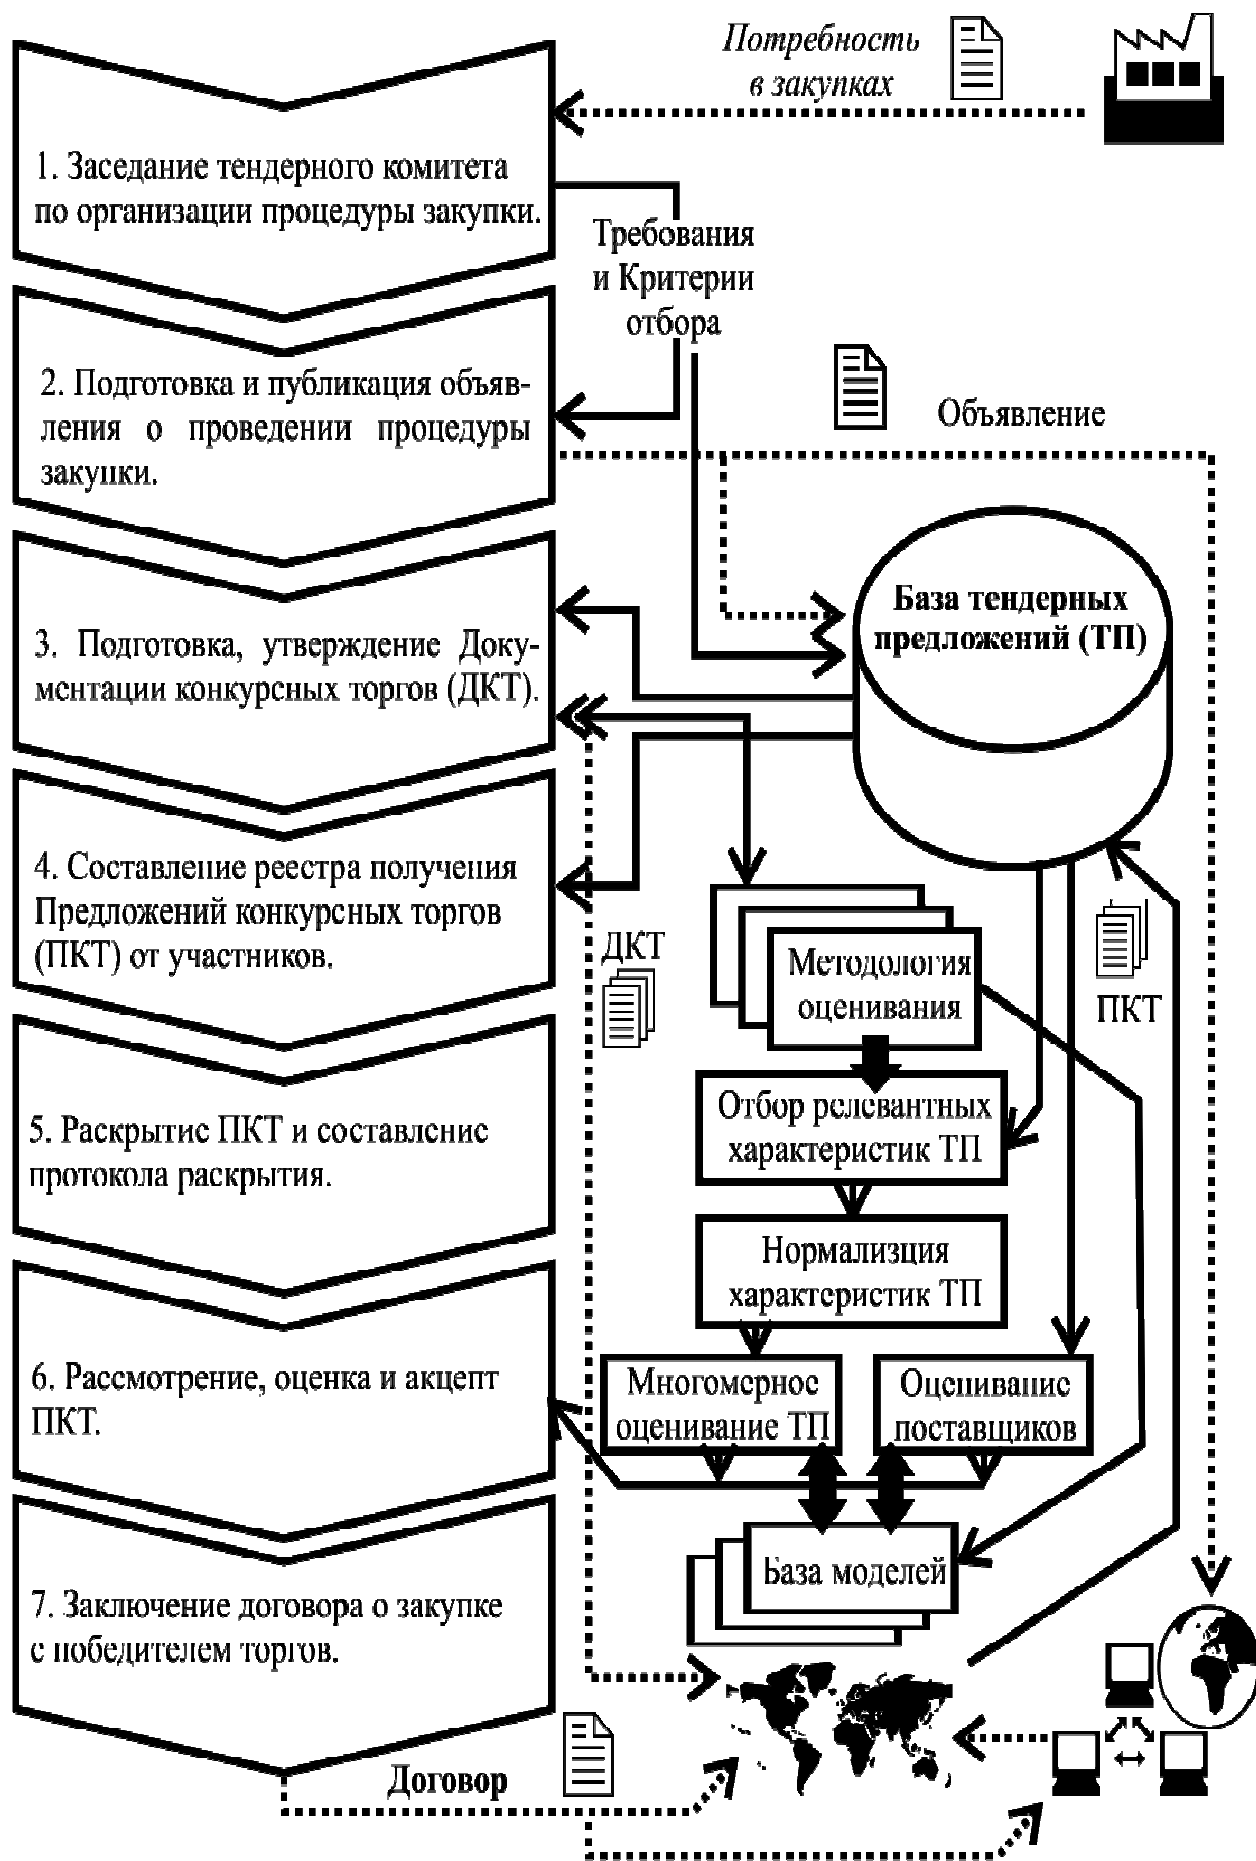 Потребность
в закупках
1. Заседание тендерного комитета
по организации процедуры закупки.
Требования
и Критерии
отбора
2. Подготовка и публикация объяв-
ления о проведении процедуры
закупки.
Объявление
База тендерных
предложений (ТП)
3. Подготовка, утверждение Доку-
ментации конкурсных торгов (ДКТ).
4. Составление реестра получения
Предложений конкурсных торгов
(ПКТ) от участников.
ДКТ
Методология
оценивания
ПКТ
Отбор релевантных
характеристик ТП
5. Раскрытие ПКТ и составление
протокола раскрытия.
Нормализция
характеристик ТП
6. Рассмотрение, оценка и акцепт
ПКТ.
Многомерное
оценивание ТП
Оценивание
поставщиков
База моделей
7. Заключение договора о закупке
с победителем торгов.
Договор